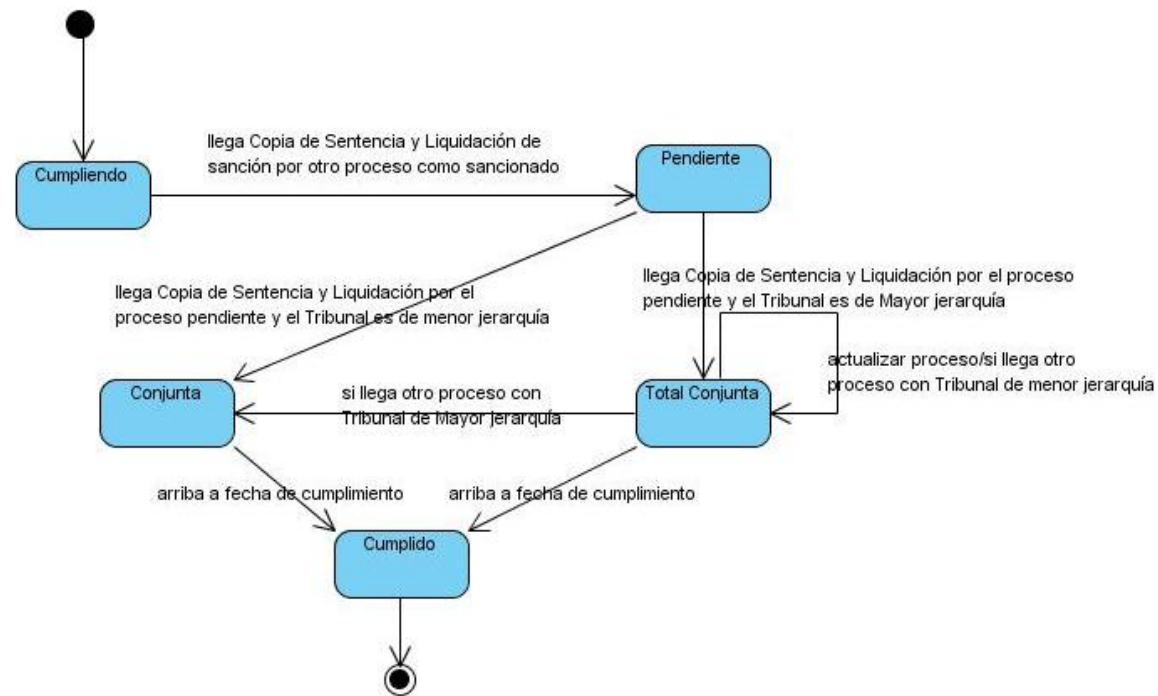 llega Copia de Sentencia y Liquidación de
sanción por otro proceso como sancionado
Cumpliendo
Pendiente
llega Copia de Sentencia y Liquidación por el
proceso pendiente y el Tribunal es de menor jerarquía
llega Copia de Sentencia y Liquidación por el proceso
pendiente y el Tribunal es de Mayor jerarquía
actualizar proceso/si llega otro
proceso con Tribunal de menor jerarquía
Conjunta
si llega otro proceso con
Tribunal de Mayor jerarquía
Total Conjunta
arriba a fecha de cumplimiento
arriba a fecha de cumplimiento
Cumplido